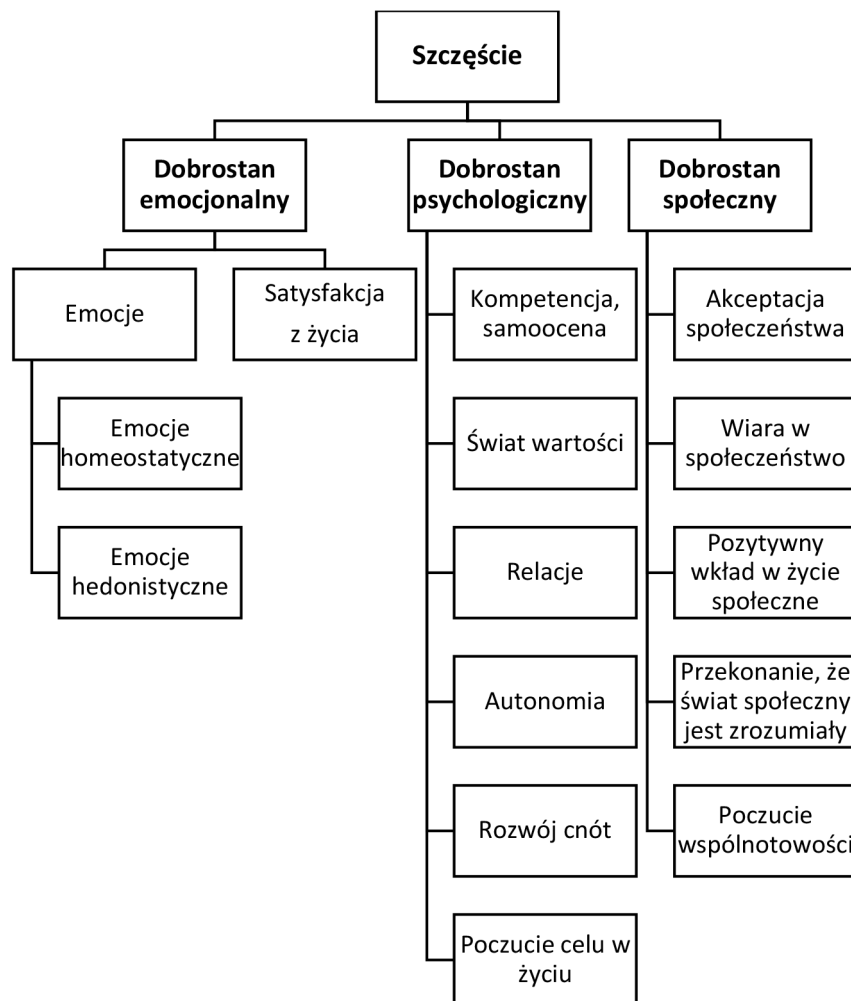 Szczęście
Dobrostan
emocjonalny
Dobrostan
psychologiczny
Dobrostan
społeczny
Emocje
Satysfakcja
z życia
Kompetencja,
samoocena
Akceptacja
społeczeństwa
Emocje
homeostatyczne
Świat wartości
Wiara w
społeczeństwo
Emocje
hedonistyczne
Relacje
Pozytywny
wkład w życie
społeczne
Autonomia
Przekonanie, że
świat społeczny
jest zrozumiały
Rozwój cnót
Poczucie
wspólnotowości
Poczucie celu w
życiu